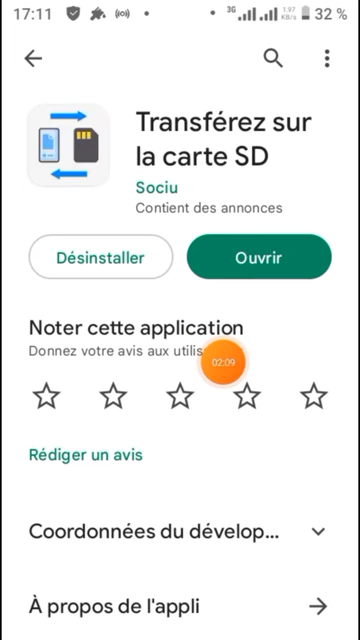 17:11 3G 1.97 KB/s 32 %
Transférez sur
la carte SD
Sociu
Contient des annonces
Désinstaller
Ouvrir
Noter cette application
Donnez votre avis aux utilis
02:09
Rédiger un avis
Coordonnées du dévelop...
À propos de l'appli